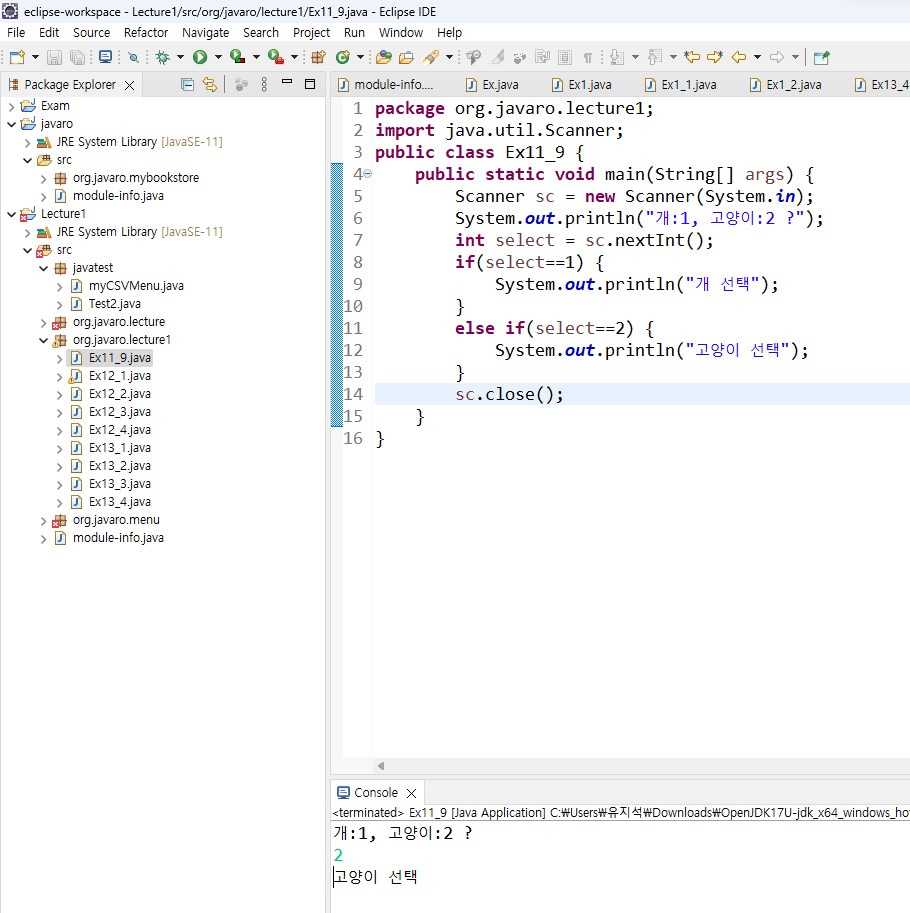 eclipse-workspace - Lecture1/src/org/javaro/lecture1/Ex11_9.java - Eclipse IDE
File Edit Source Refactor Navigate Search Project Run Window Help
Package Explorer
Exam
javaro
JRE System Library [JavaSE-11]
src
org.javaro.mybookstore
module-info.java
Lecture1
JRE System Library [JavaSE-11]
src
javatest
myCSVMenu.java
Test2.java
org.javaro.lecture
org.javaro.lecture1
Ex11_9.java
Ex12_1.java
Ex12_2.java
Ex12_3.java
Ex12_4.java
Ex13_1.java
Ex13_2.java
Ex13_3.java
Ex13_4.java
org.javaro.menu
module-info.java
module-info.... Ex.java Ex1.java Ex1_1.java Ex1_2.java Ex13_4
1 package org.javaro.lecture1;
2 import java.util.Scanner;
3 public class Ex11_9 {
4 public static void main(String[] args) {
5 Scanner sc = new Scanner(System.in);
6 System.out.println("개:1, 고양이:2 ?");
7 int select = sc.nextInt();
8 if(select==1) {
9 System.out.println("개 선택");
10 }
11 else if(select==2) {
12 System.out.println("고양이 선택");
13 }
14 sc.close();
15 }
16 }
Console
<terminated> Ex11_9 [Java Application] C:₩Users₩유지석₩Downloads₩OpenJDK17U-jdk_x64_windows_ho
개:1, 고양이:2 ?
2
고양이 선택